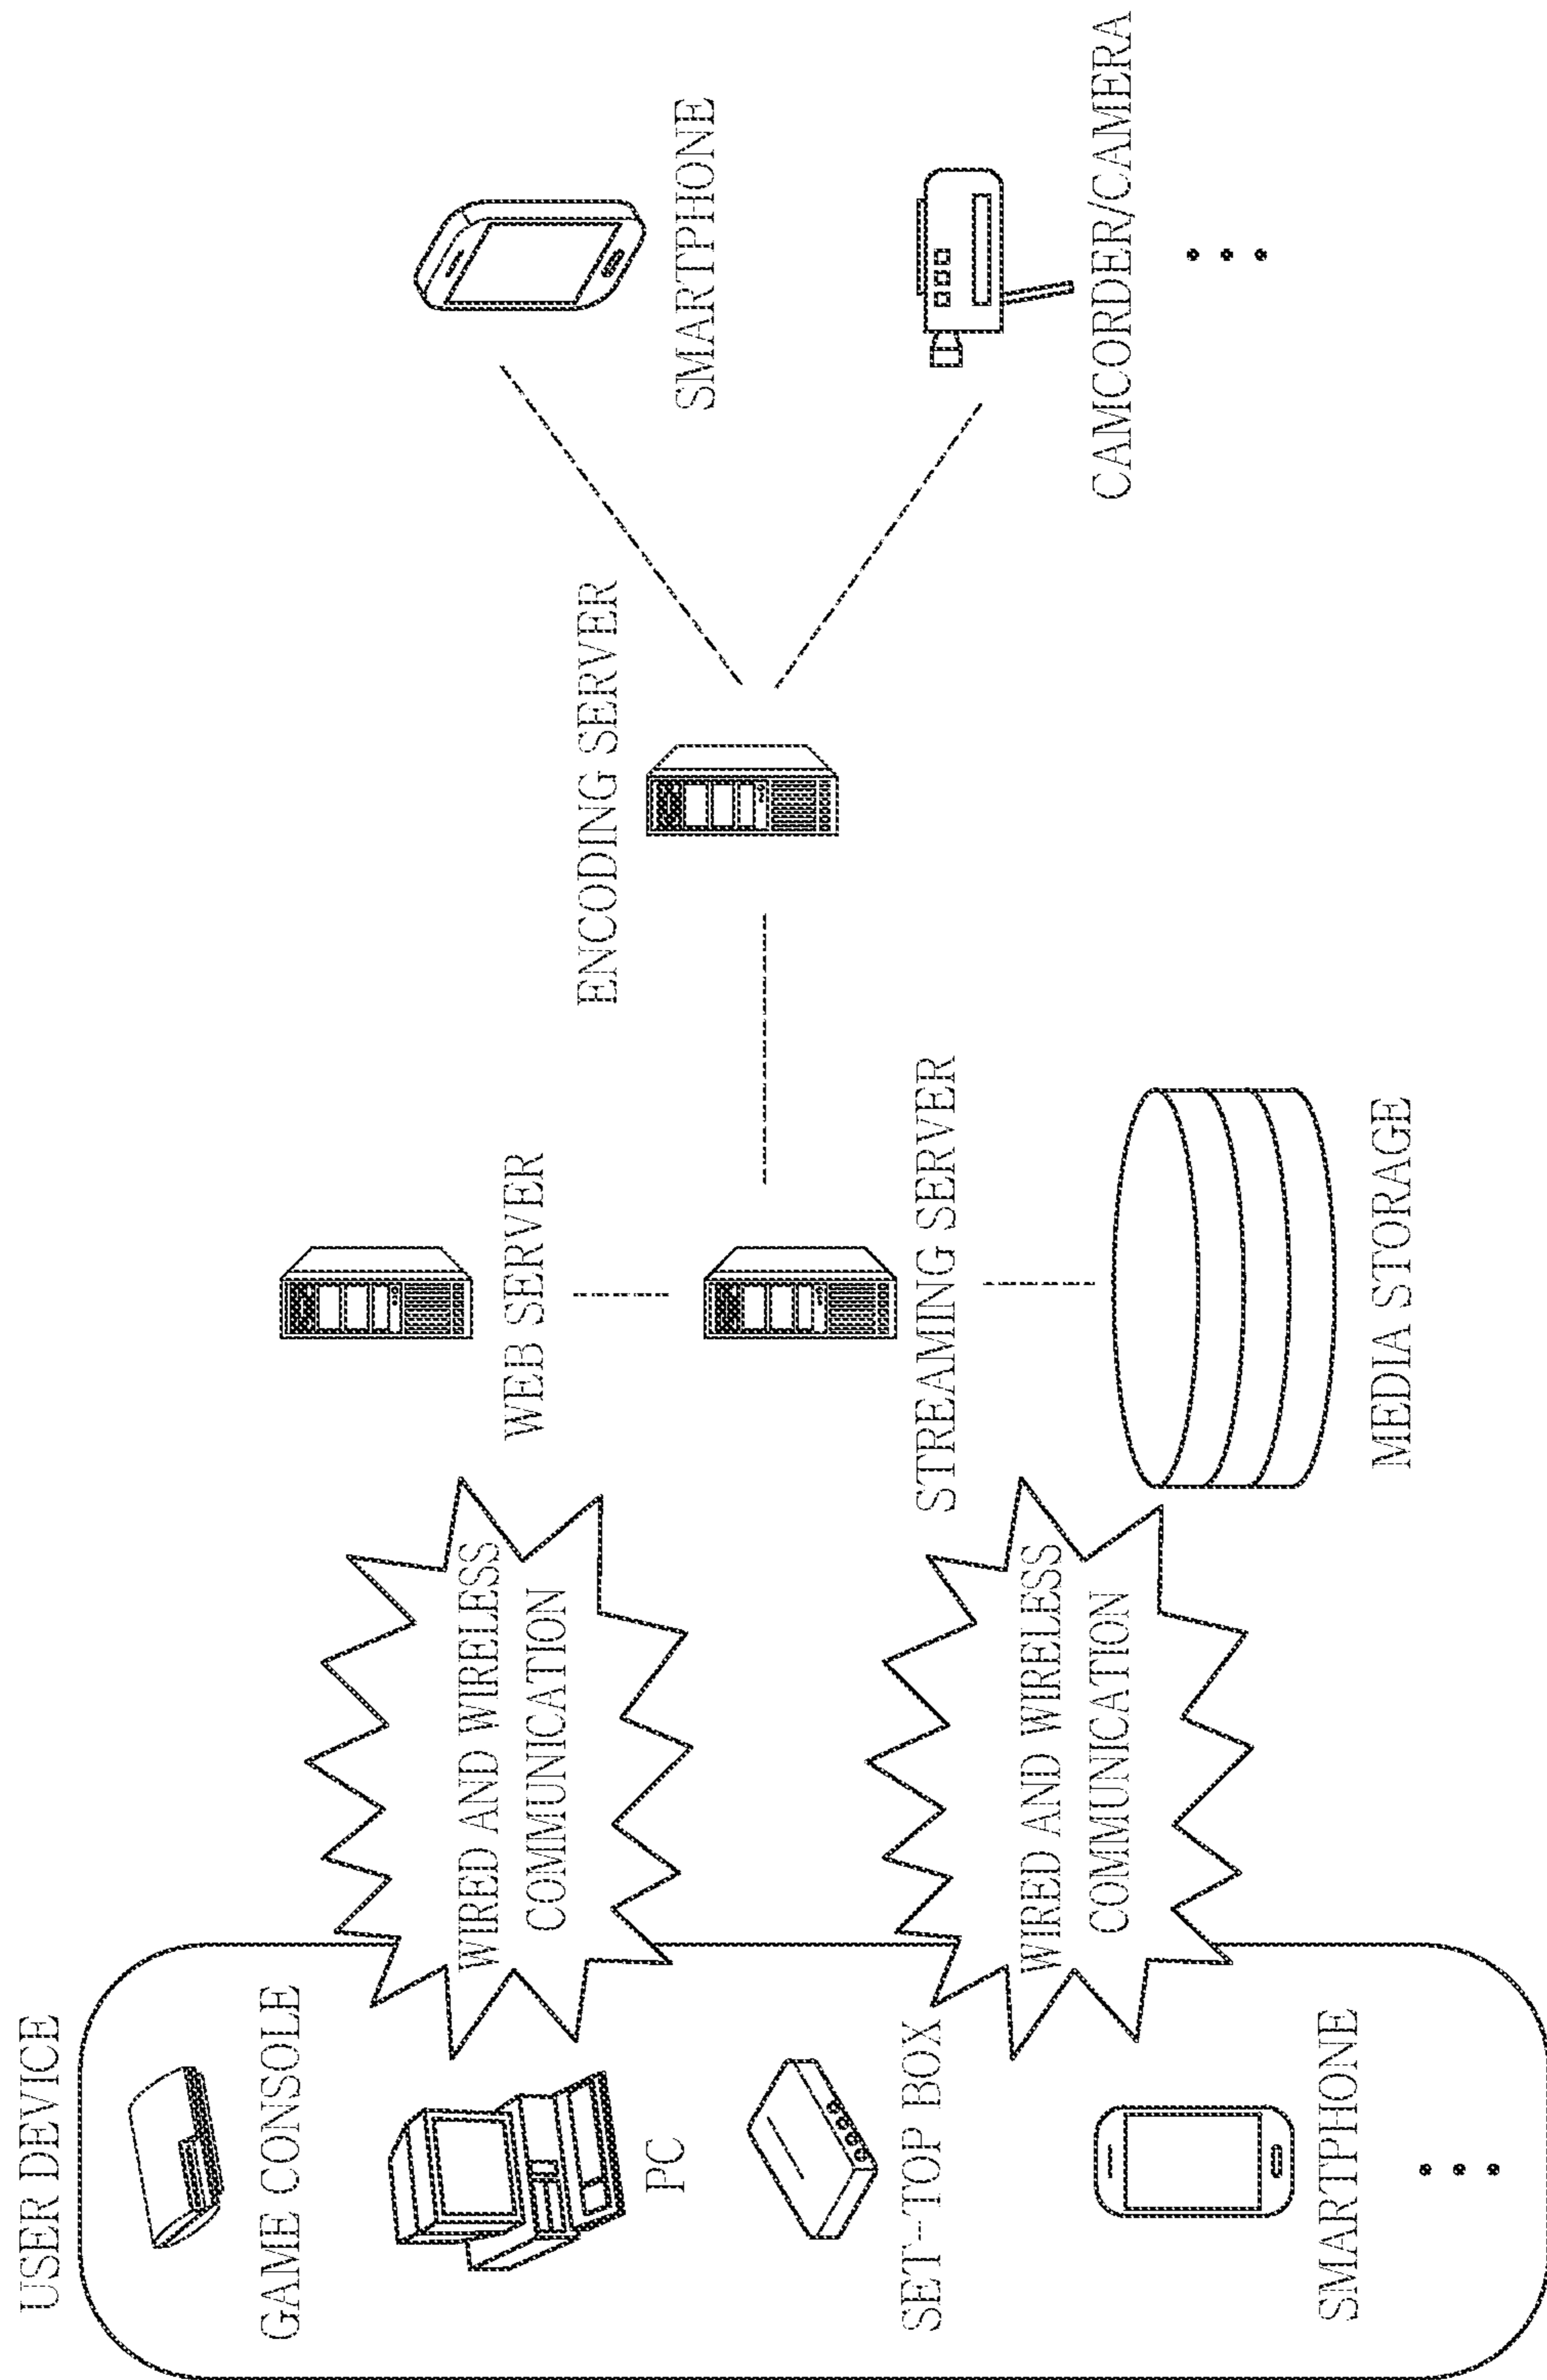 USER DEVICE
GAME CONSOLE
PC
SET-TOP BOX
SMARTPHONE
WIRED AND WIRELESS
COMMUNICATION
WIRED AND WIRELESS
COMMUNICATION
WEB SERVER
STREAMING SERVER
MEDIA STORAGE
ENCODING SERVER
SMARTPHONE
CAMCORDER/CAMERA